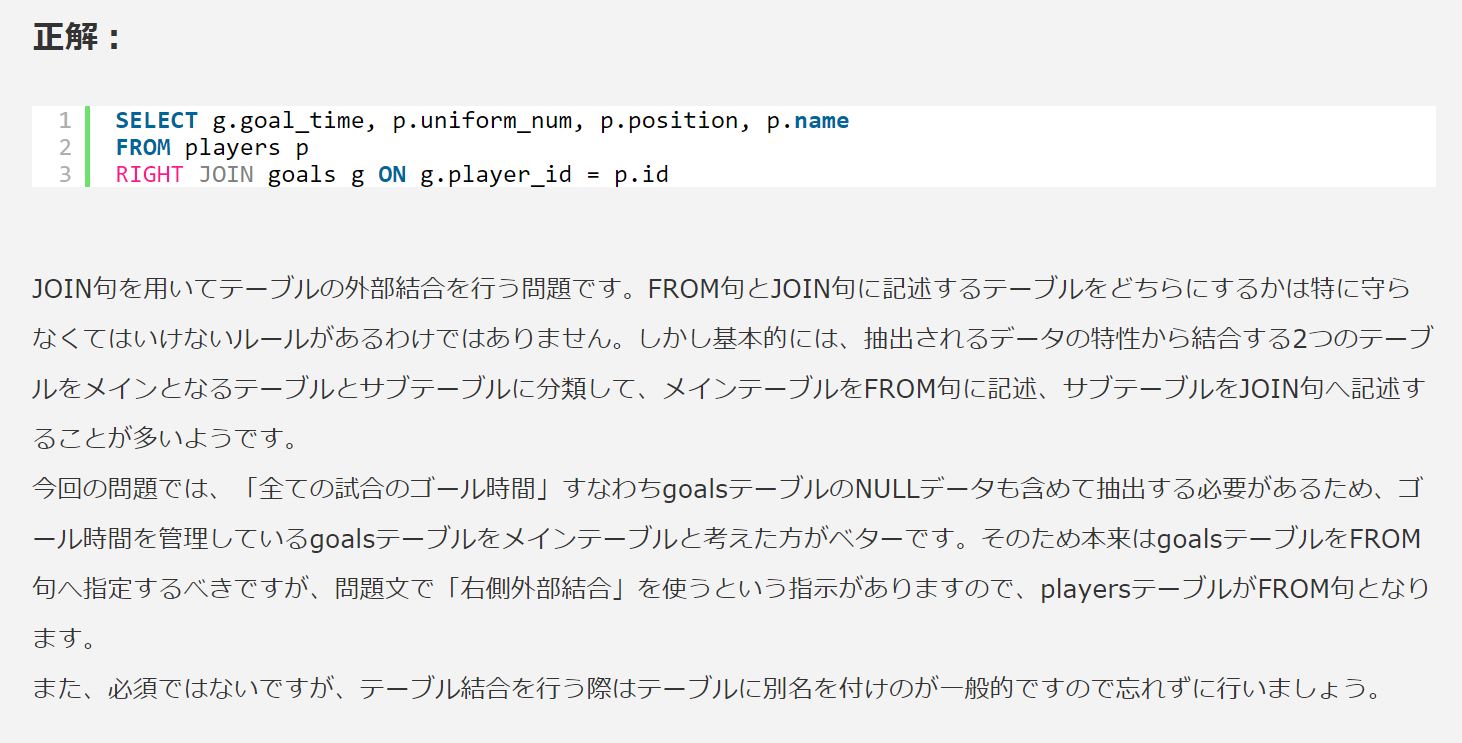 正解：
1 SELECT g.goal_time, p.uniform_num, p.position, p.name
2 FROM players p
3 RIGHT JOIN goals g ON g.player_id = p.id
JOIN句を用いてテーブルの外部結合を行う問題です。FROM句とJOIN句に記述するテーブルをどちらにするかは特に守ら
なくてはいけないルールがあるわけではありません。しかし基本的には、抽出されるデータの特性から結合する2つのテーブ
ルをメインとなるテーブルとサブテーブルに分類して、メインテーブルをFROM句に記述、サブテーブルをJOIN句へ記述す
ることが多いようです。
今回の問題では、「全ての試合のゴール時間」すなわちgoalsテーブルのNULLデータも含めて抽出する必要があるため、ゴ
ール時間を管理しているgoalsテーブルをメインテーブルと考えた方がベターです。そのため本来はgoalsテーブルをFROM
句へ指定するべきですが、問題文で「右側外部結合」を使うという指示がありますので、playersテーブルがFROM句となり
ます。
また、必須ではないですが、テーブル結合を行う際はテーブルに別名を付けのが一般的ですので忘れずに行いましょう。